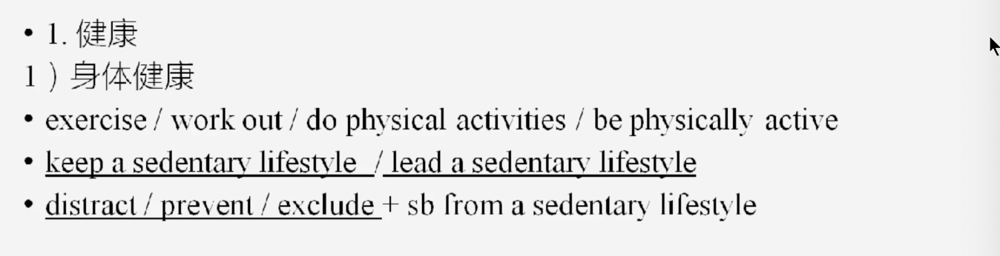 • 1. 健康
1）身体健康
• exercise / work out / do physical activities / be physically active
• keep a sedentary lifestyle / lead a sedentary lifestyle
• distract / prevent / exclude + sb from a sedentary lifestyle